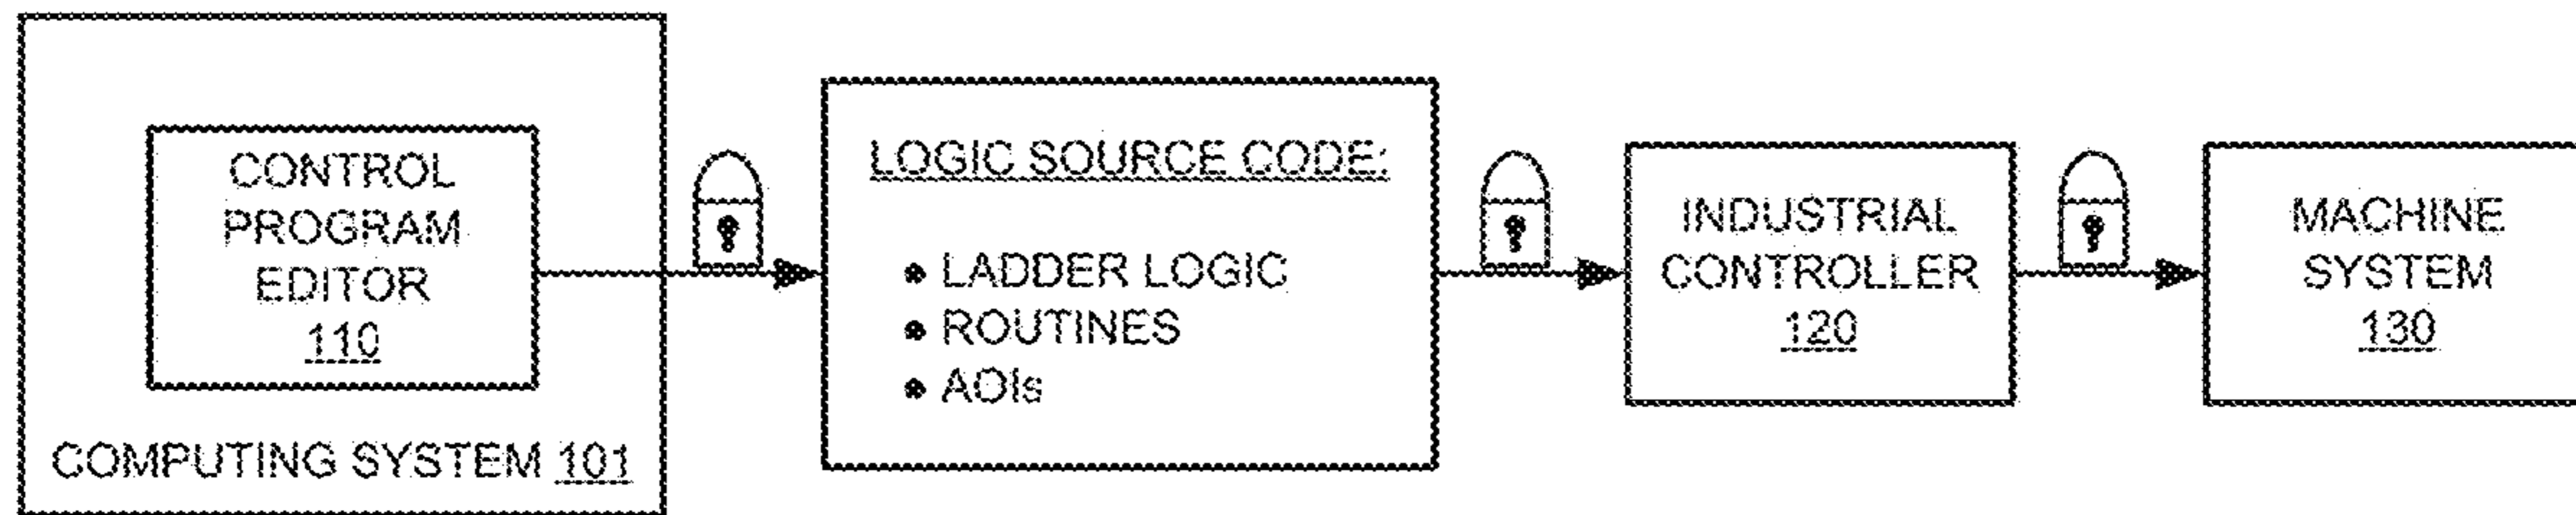 CONTROL
PROGRAM
EDITOR
110
COMPUTING SYSTEM 101
LOGIC SOURCE CODE:
• LADDER LOGIC
• ROUTINES
• AOIs
INDUSTRIAL
CONTROLLER
120
MACHINE
SYSTEM
130